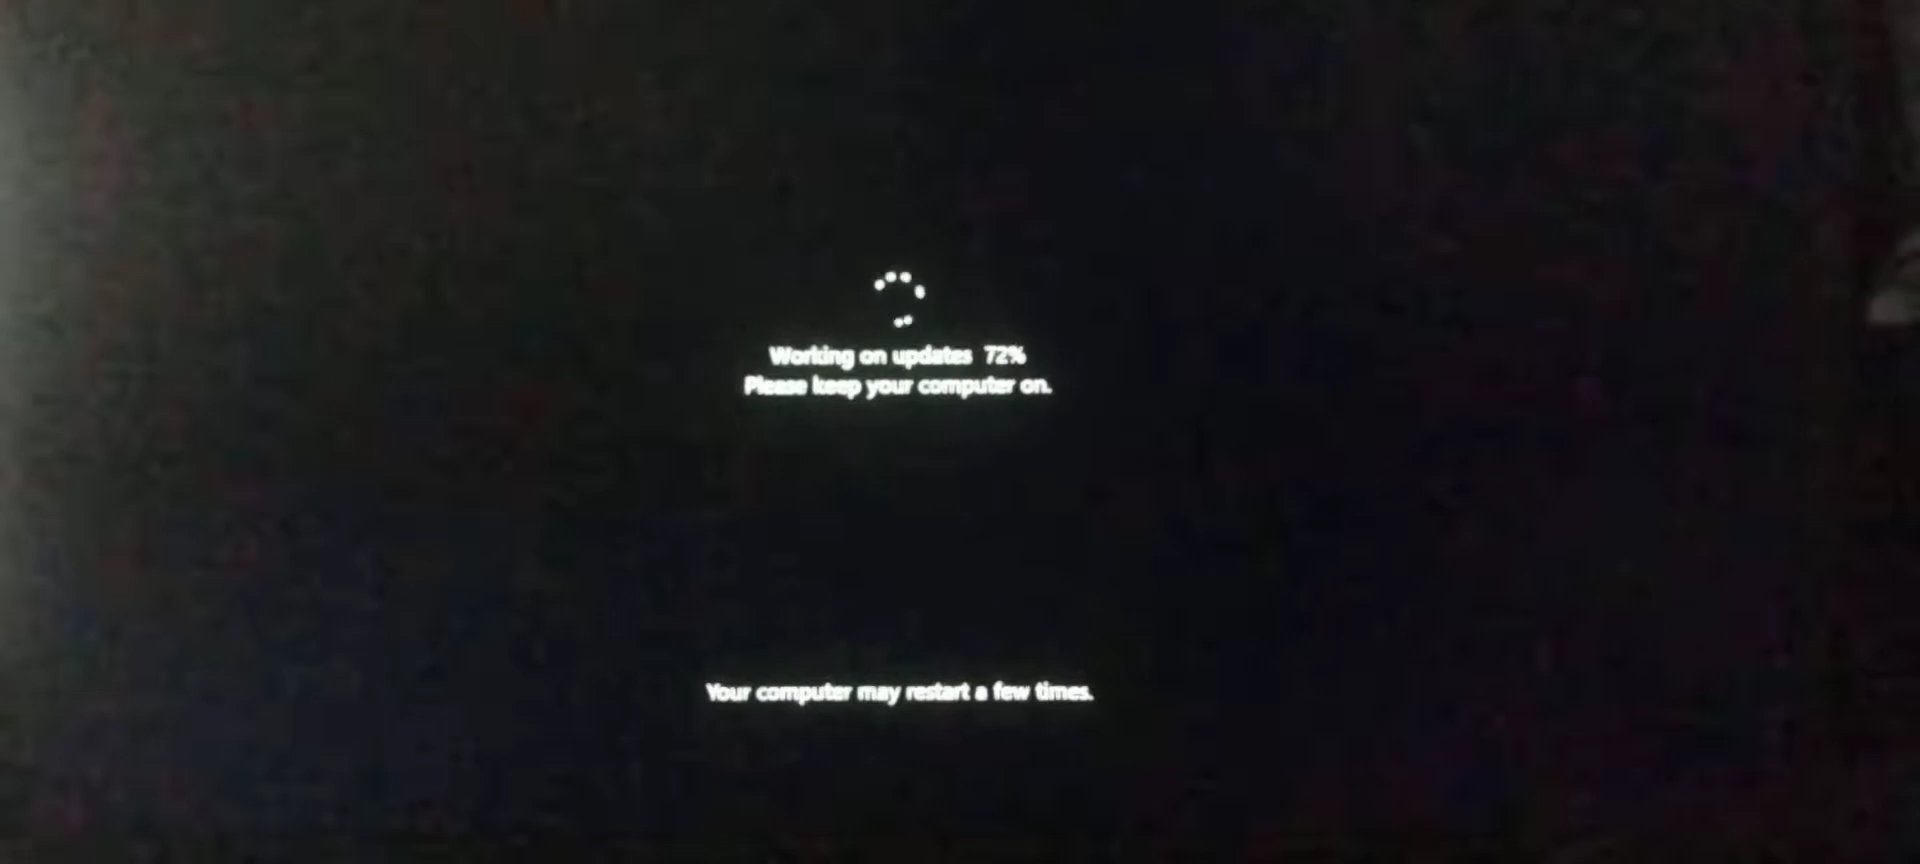 Working on updates 72%
Please keep your computer on.
Your computer may restart a few times.